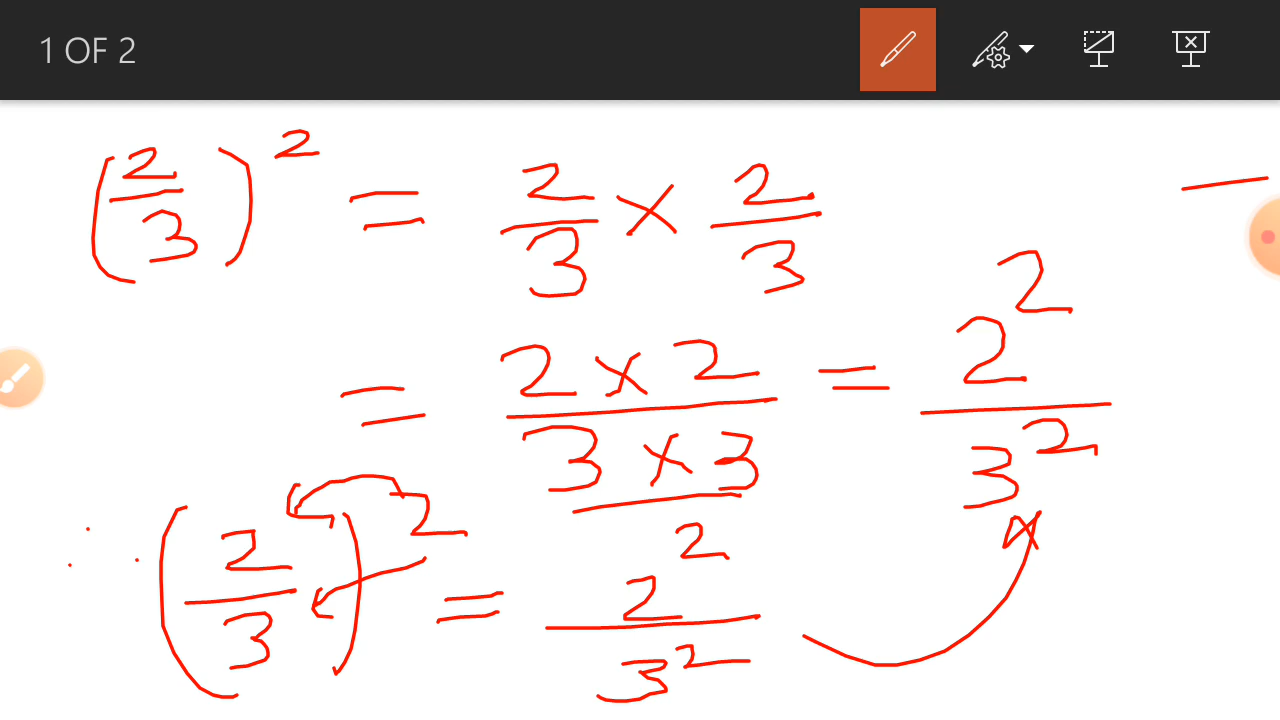 1 OF 2
(2/3)² = 2/3 × 2/3
= 2 × 2 / 3 × 3 = 2² / 3²
∴ (2/3)² = 2² / 3²